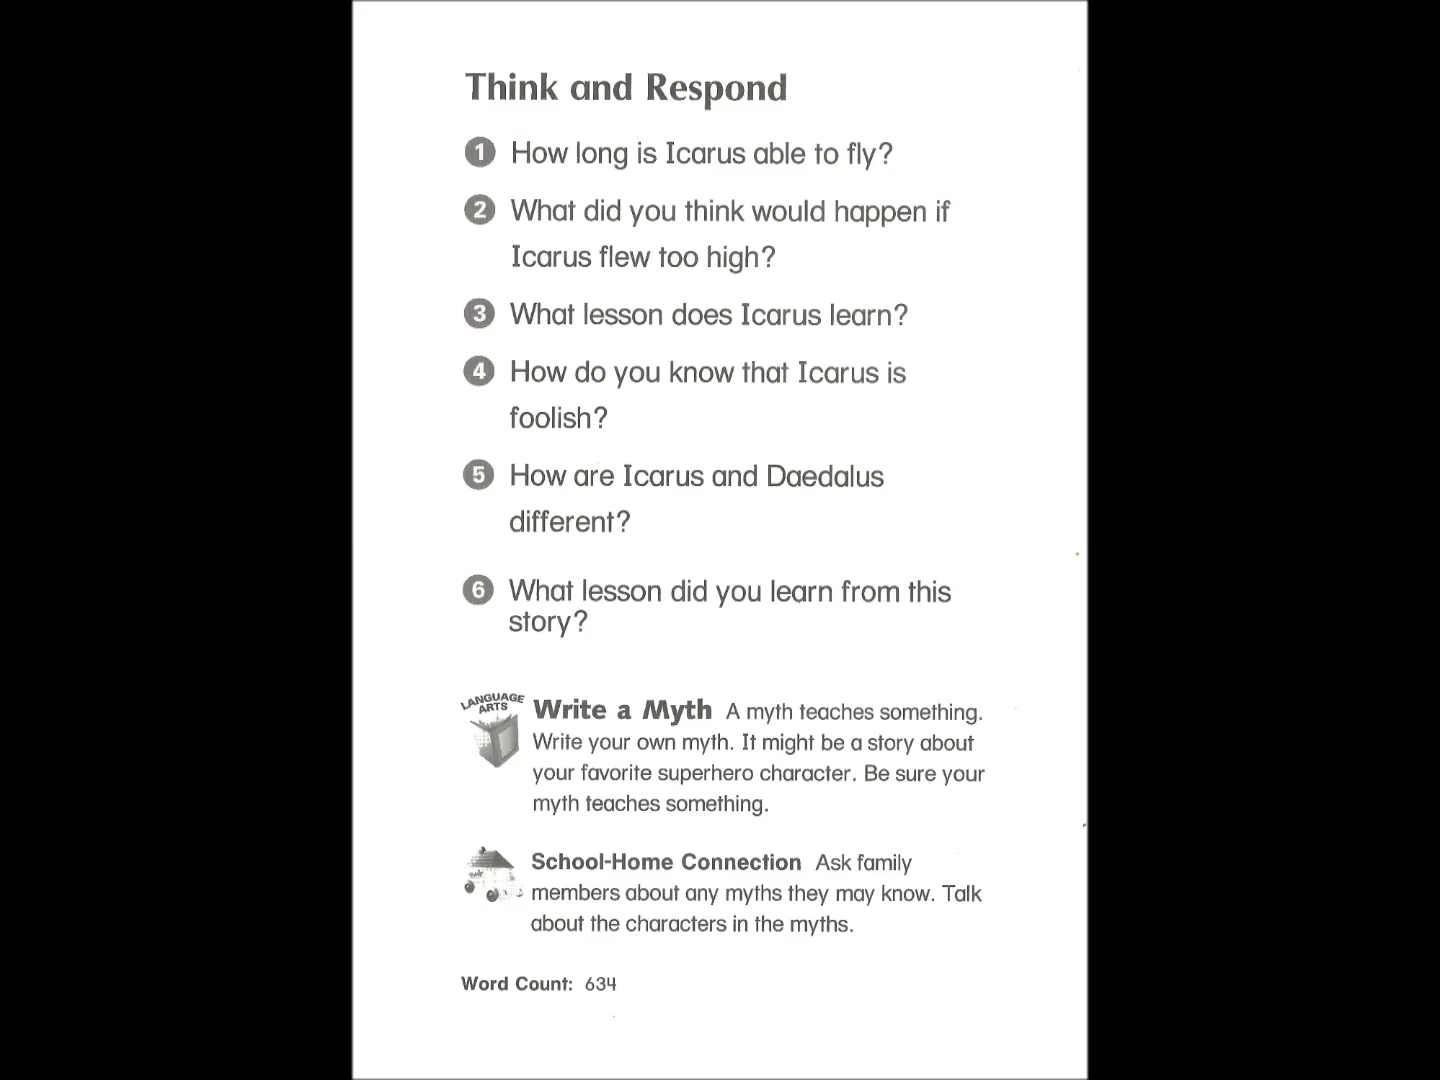 Think and Respond
1 How long is Icarus able to fly?
2 What did you think would happen if
Icarus flew too high?
3 What lesson does Icarus learn?
4 How do you know that Icarus is
foolish?
5 How are Icarus and Daedalus
different?
6 What lesson did you learn from this
story?
LANGUAGE
ARTS
Write a Myth A myth teaches something.
Write your own myth. It might be a story about
your favorite superhero character. Be sure your
myth teaches something.
School-Home Connection Ask family
members about any myths they may know. Talk
about the characters in the myths.
Word Count: 634